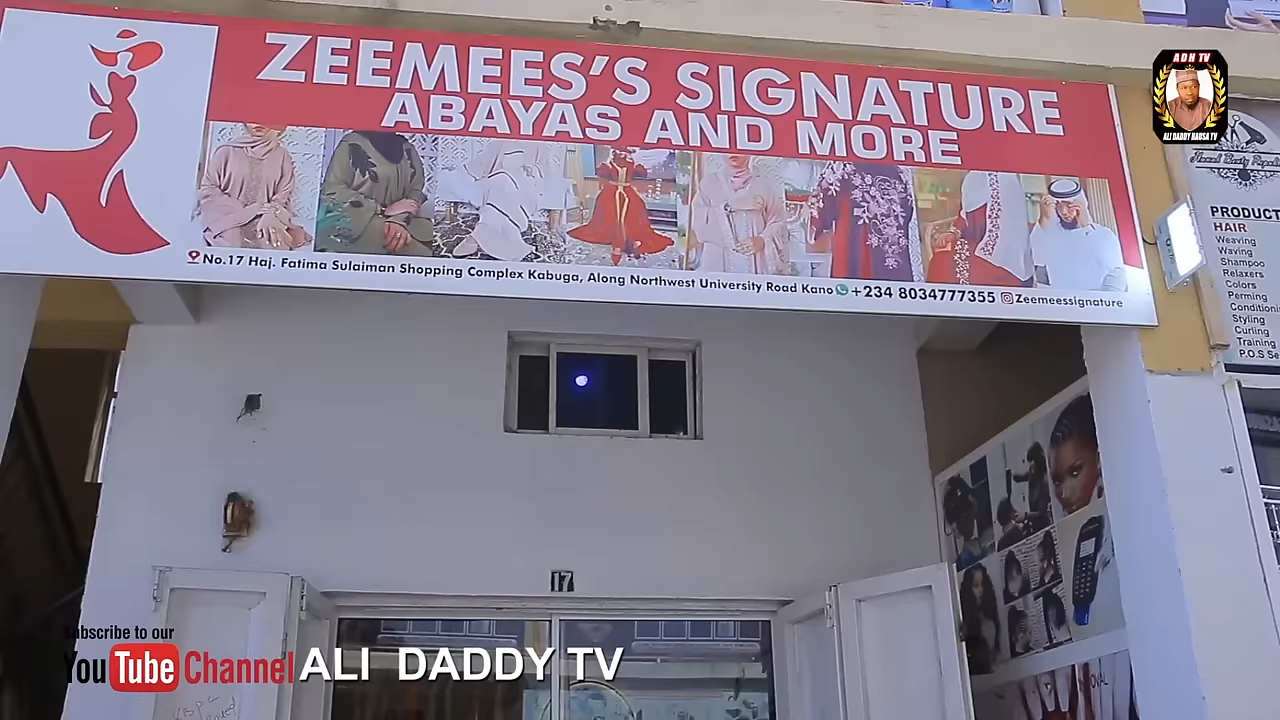 ZEEMEES'S SIGNATURE
ABAYAS AND MORE
No.17 Haj. Fatima Sulaiman Shopping Complex Kabuga, Along Northwest University Road Kano +234 8034777355 Zeemeessignature
ADH TV
ALI DADDY HAUSA TV
PRODUCT
HAIR
Weaving
Waving
Shampoo
Relaxers
Colors
Perming
Conditioni
Styling
Curling
Training
P.O.S Se
17
Subscribe to our
YouTube Channel
ALI DADDY TV